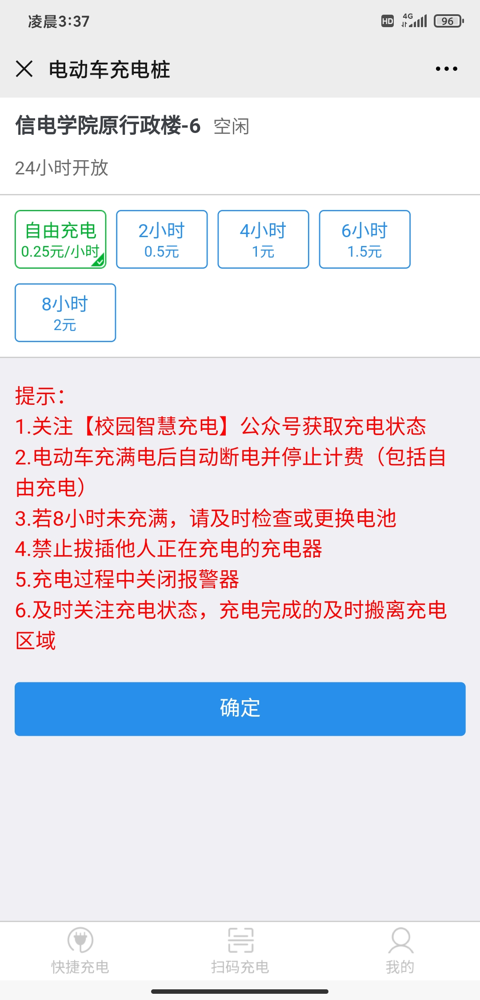 凌晨3:37
HD 4G 96
电动车充电桩
信电学院原行政楼-6 空闲
24小时开放
自由充电 2小时 4小时 6小时
0.25元/小时 0.5元 1元 1.5元
8小时
2元
提示：
1.关注【校园智慧充电】公众号获取充电状态
2.电动车充满电后自动断电并停止计费（包括自
由充电）
3.若8小时未充满，请及时检查或更换电池
4.禁止拔插他人正在充电的充电器
5.充电过程中关闭报警器
6.及时关注充电状态，充电完成的及时搬离充电
区域
确定
快捷充电 扫码充电 我的